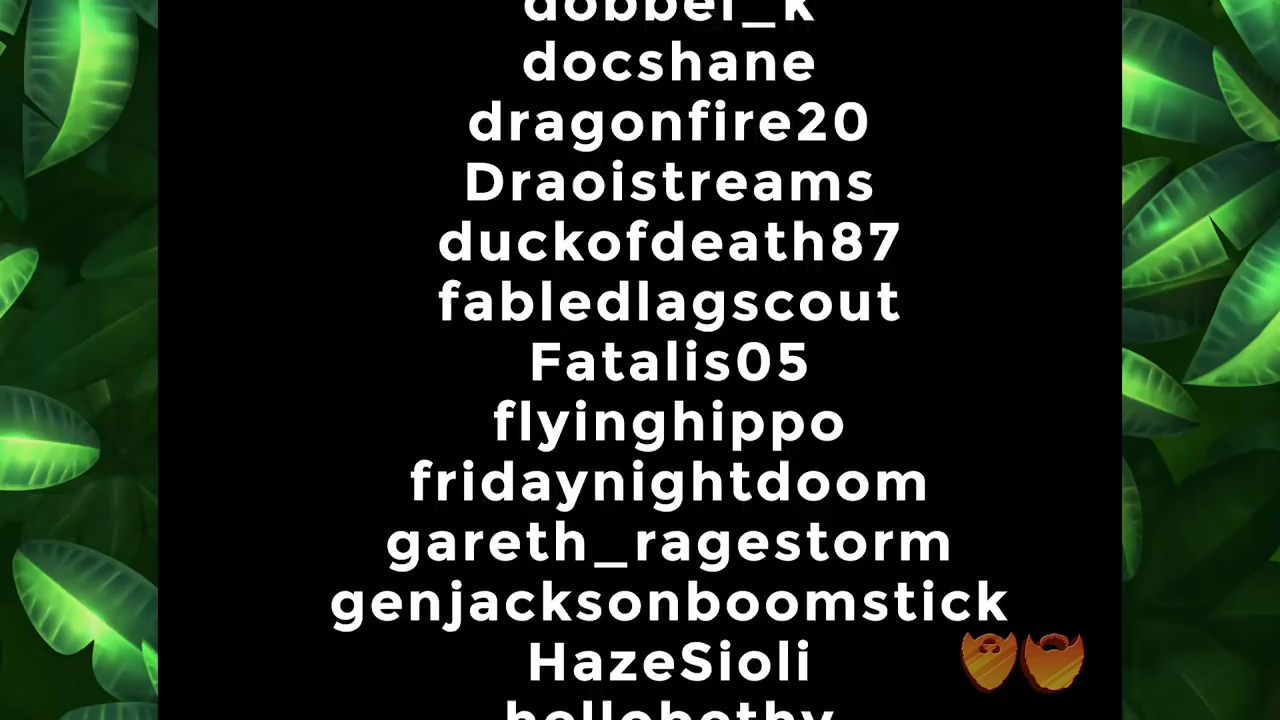 docshane
dragonfire20
Draoistreams
duckofdeath87
fabledlagscout
Fatalis05
flyinghippo
fridaynightdoom
gareth_ragestorm
genjacksonboomstick
HazeSioli